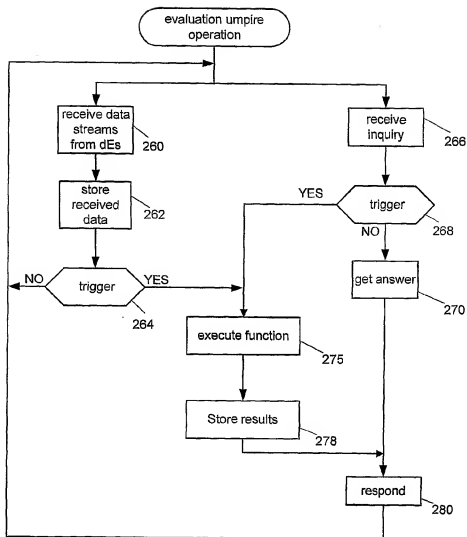 evaluation umpire
operation
receive data
streams
from dEs
260
receive
inquiry
266
store
received
data
262
YES
trigger
268
NO
NO
trigger
YES
264
get answer
270
execute function
275
Store results
278
respond
280